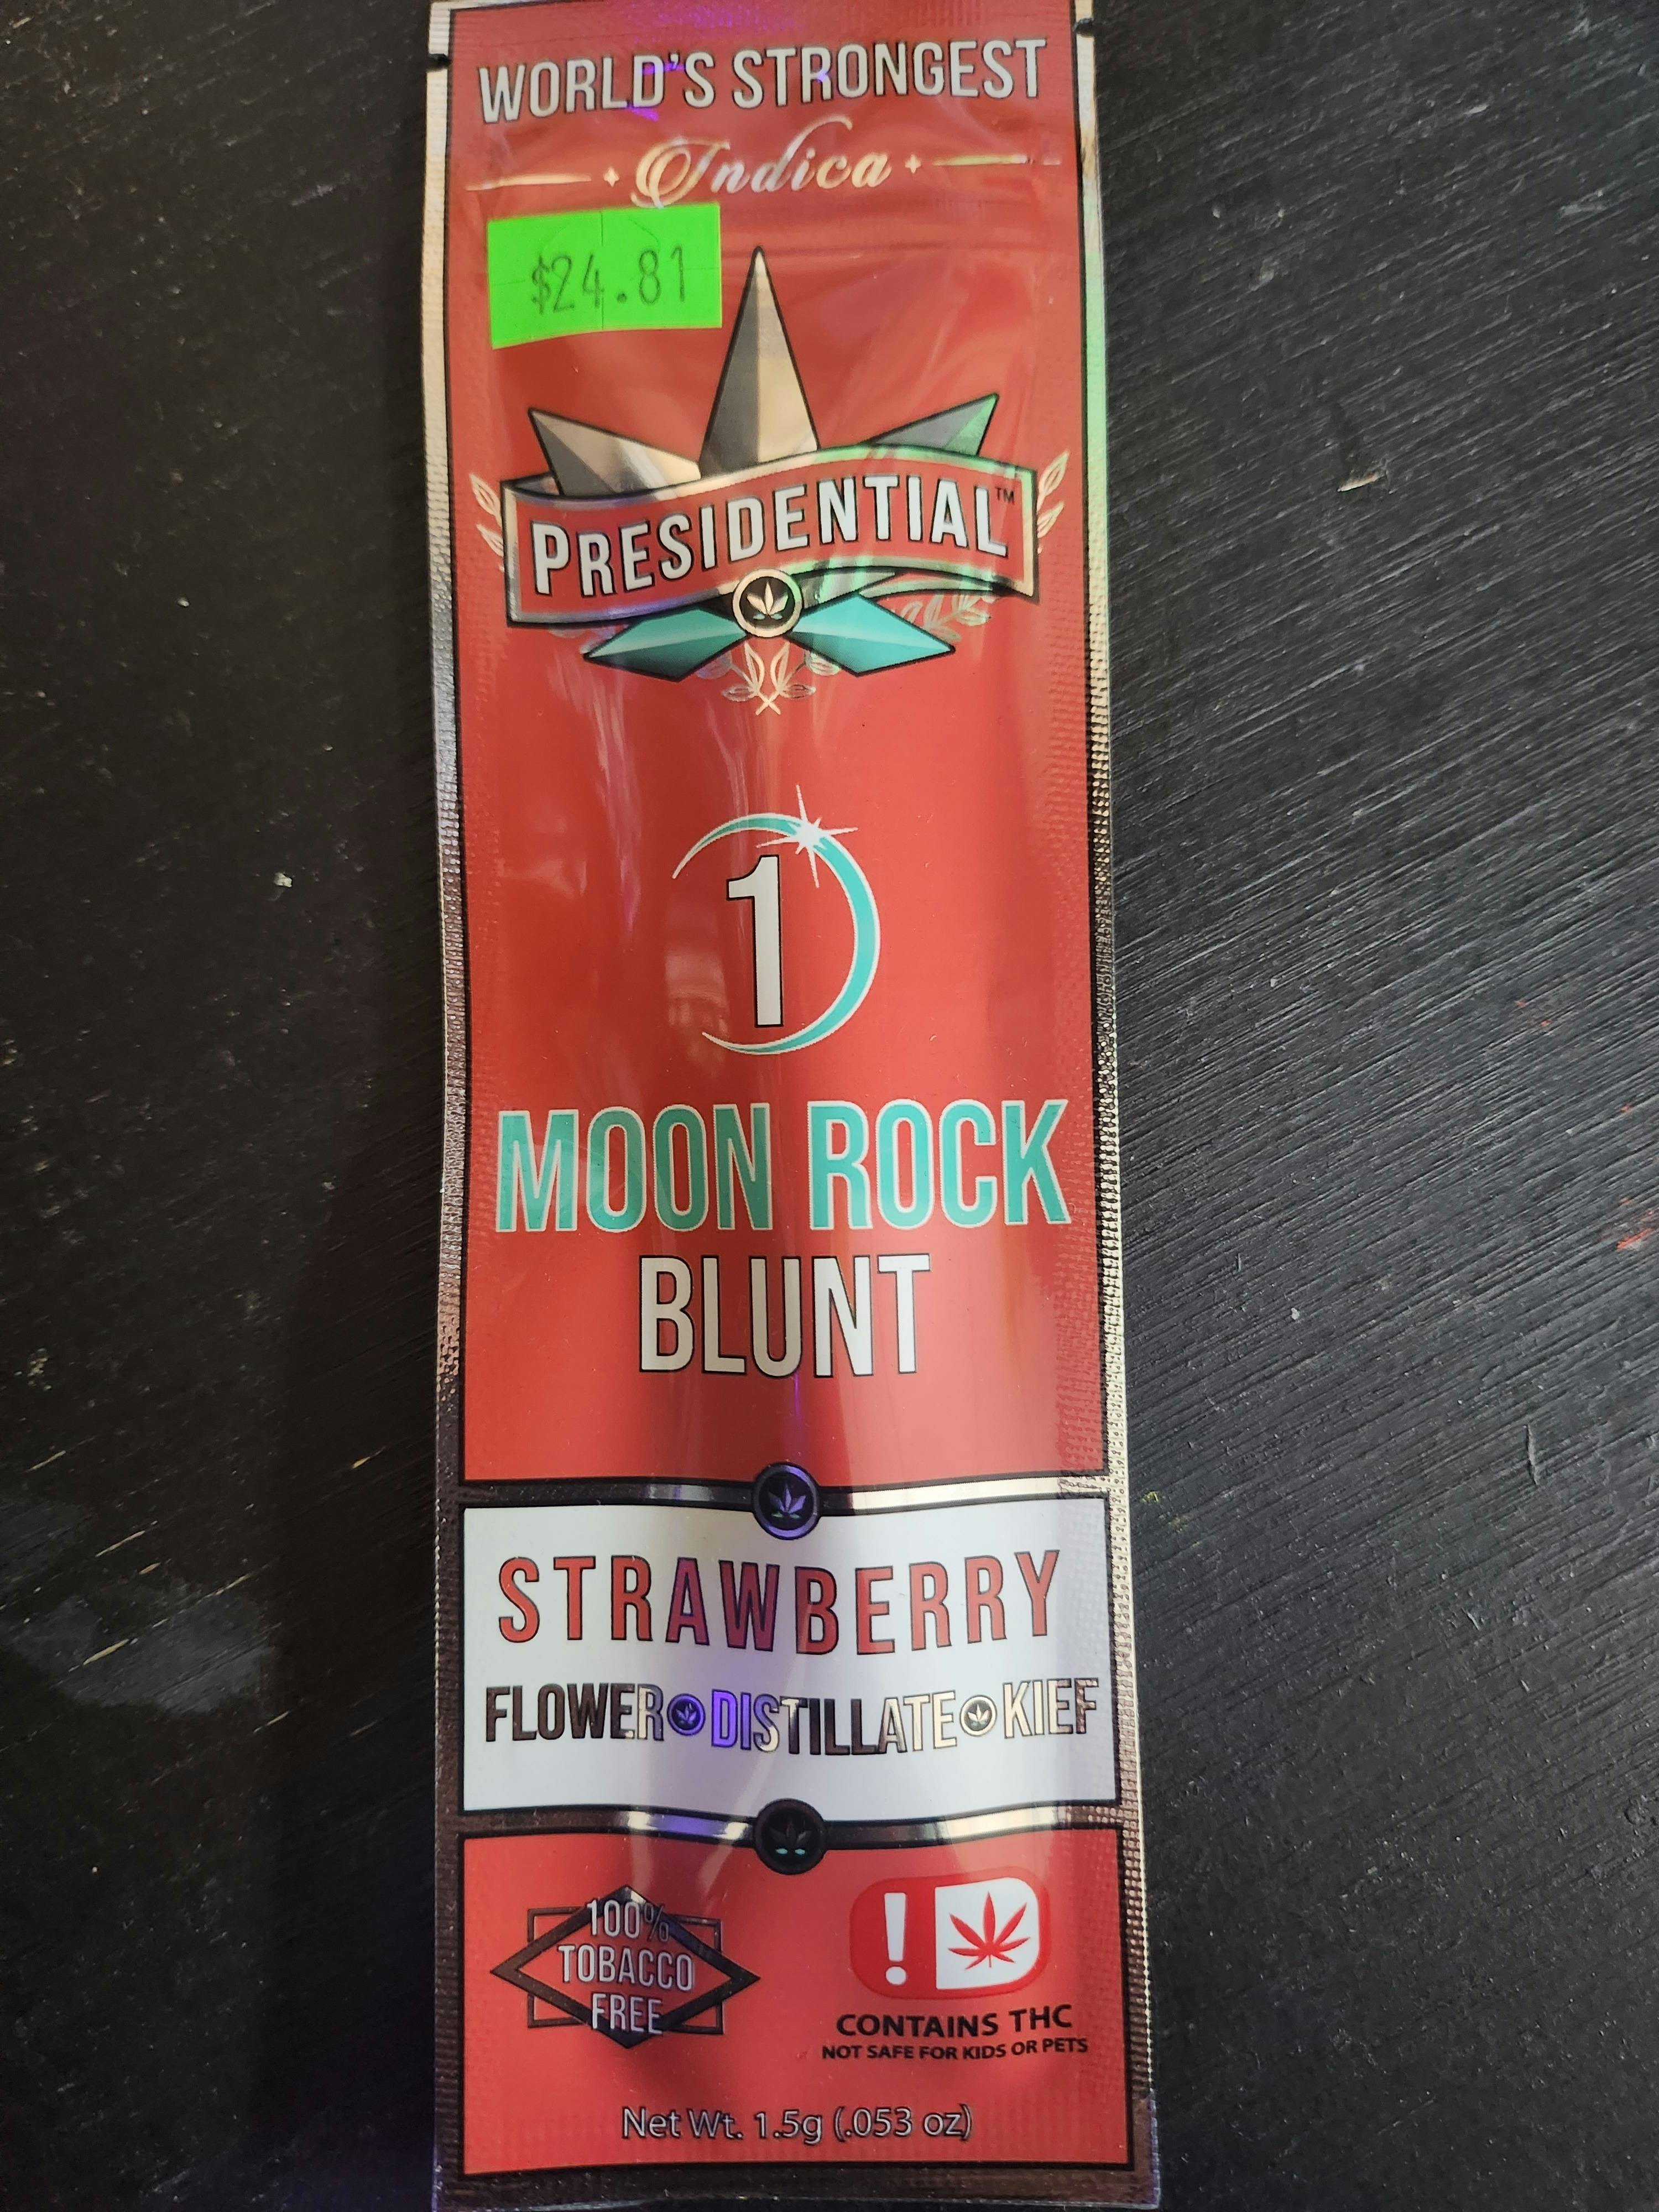 WORLD'S STRONGEST
Indica
$24.81
PRESIDENTIAL™
1
MOON ROCK
BLUNT
STRAWBERRY
FLOWER DISTILLATE KIEF
100%
TOBACCO
FREE
!
CONTAINS THC
NOT SAFE FOR KIDS OR PETS
Net Wt. 1.5g (.053 oz)